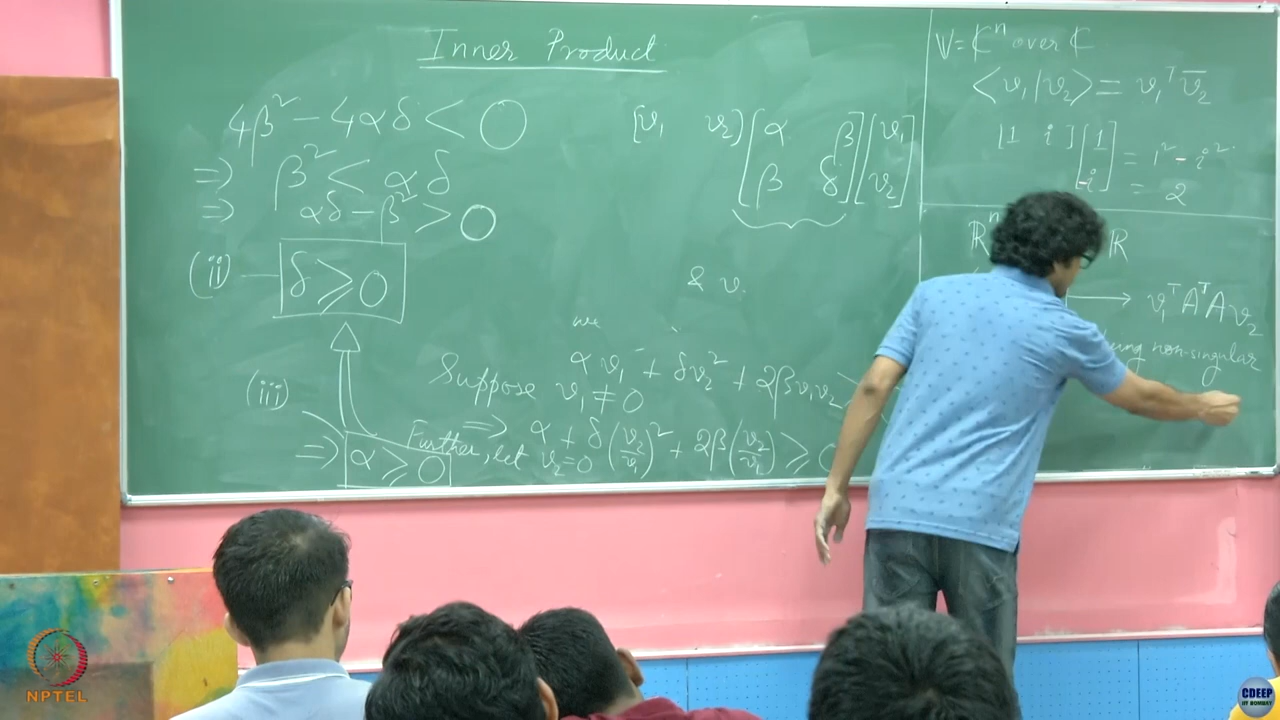 Inner Product
4β² − 4αδ < 0
⇒ β² < αδ
⇒ αδ − β² > 0
(ii) — δ ⩾ 0
(iii)
⇒ α ⩾ 0
[v₁ v₂] [α β
β δ] [v₁
v₂]
& v.
we
αv₁² + δv₂² + 2βv₁v₂ >
Suppose v₁ ≠ 0
Further, let v₂ = 0
⇒ α + δ(v₂/v₁)² + 2β(v₂/v₁) ⩾ 0
V = ℂⁿ over ℂ
<v₁|v₂> = v₁ᵀ v̅₂
[1 i] [1
-i] = 1² - i²
= 2
ℝⁿ ℝ
⟶ v₁ᵀAᵀAv₂
non-singular
NPTEL
CDEEP
IIT BOMBAY